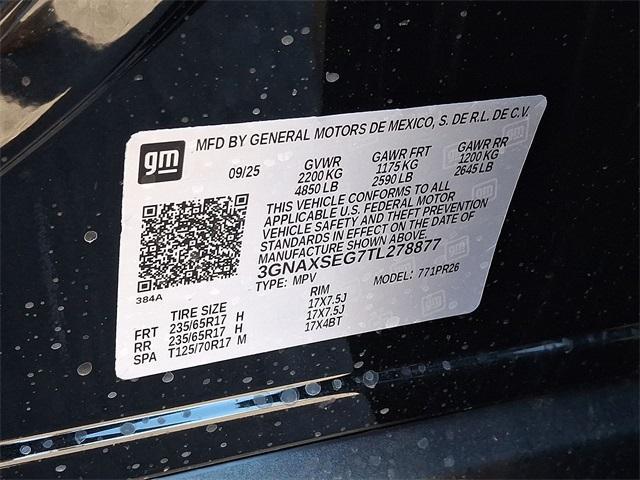 gm
MFD BY GENERAL MOTORS DE MEXICO, S. DE R.L. DE C.V.
09/25 GVWR GAWR FRT GAWR RR
2200 KG 1175 KG 1200 KG
4850 LB 2590 LB 2645 LB
THIS VEHICLE CONFORMS TO ALL
APPLICABLE U.S. FEDERAL MOTOR
VEHICLE SAFETY AND THEFT PREVENTION
STANDARDS IN EFFECT ON THE DATE OF
MANUFACTURE SHOWN ABOVE.
3GNAXSEG7TL278877
TYPE: MPV MODEL: 771PR26
384A
TIRE SIZE RIM
FRT 235/65R17 H 17X7.5J
RR 235/65R17 H 17X7.5J
SPA T125/70R17 M 17X4BT